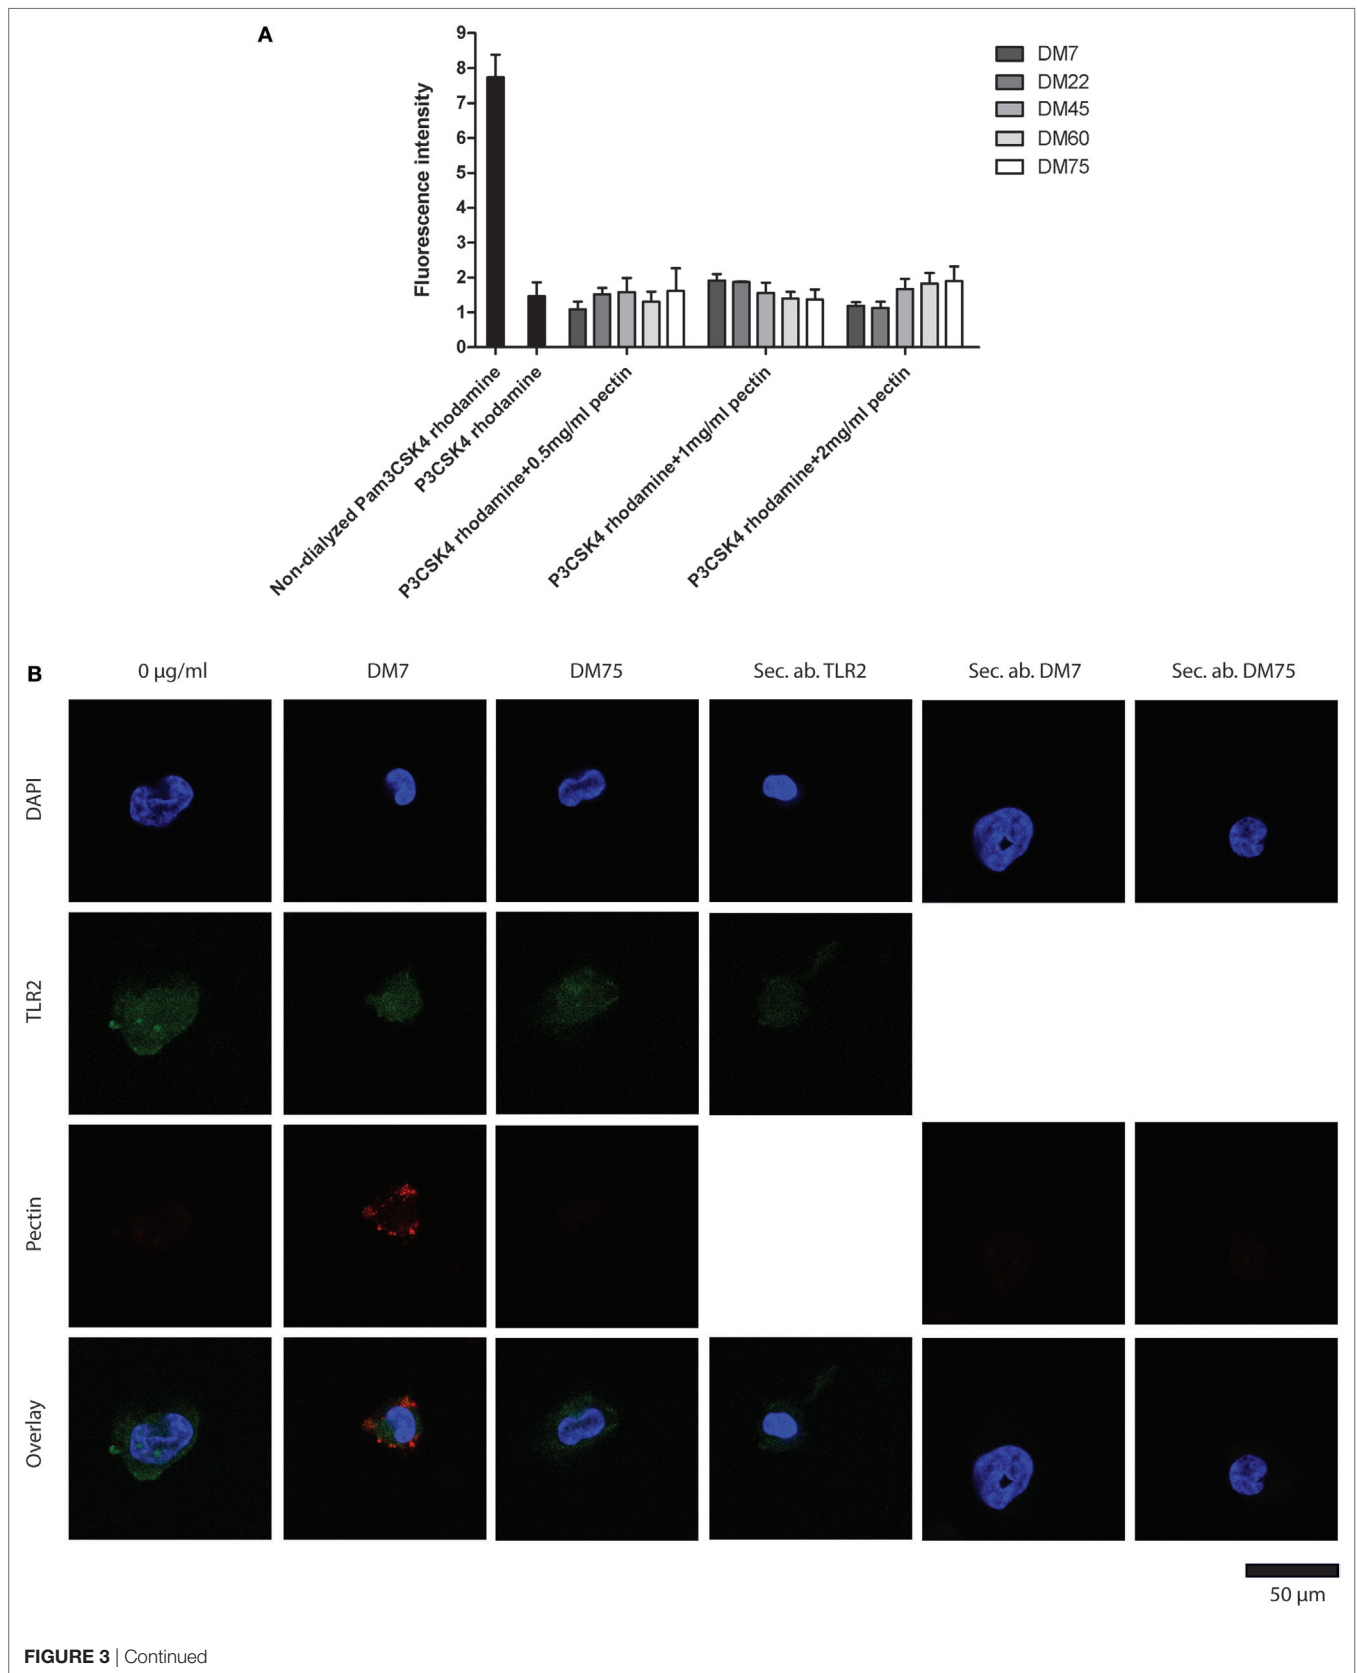 A
Fluorescence intensity
9
8
7
6
5
4
3
2
1
0
DM7
DM22
DM45
DM60
DM75
Non-dialyzed Pam3CSK4 rhodamine
P3CSK4 rhodamine
P3CSK4 rhodamine+0.5mg/ml pectin
P3CSK4 rhodamine+1mg/ml pectin
P3CSK4 rhodamine+2mg/ml pectin
B
0 μg/ml
DM7
DM75
Sec. ab. TLR2
Sec. ab. DM7
Sec. ab. DM75
DAPI
TLR2
Pectin
Overlay
50 μm
FIGURE 3 | Continued